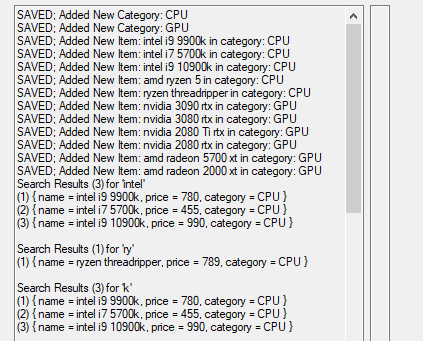 SAVED; Added New Category: CPU
SAVED; Added New Category: GPU
SAVED; Added New Item: intel i9 9900k in category: CPU
SAVED; Added New Item: intel i7 5700k in category: CPU
SAVED; Added New Item: intel i9 10900k in category: CPU
SAVED; Added New Item: amd ryzen 5 in category: CPU
SAVED; Added New Item: ryzen threadripper in category: CPU
SAVED; Added New Item: nvidia 3090 rtx in category: GPU
SAVED; Added New Item: nvidia 3080 rtx in category: GPU
SAVED; Added New Item: nvidia 2080 Ti rtx in category: GPU
SAVED; Added New Item: nvidia 2080 rtx in category: GPU
SAVED; Added New Item: amd radeon 5700 xt in category: GPU
SAVED; Added New Item: amd radeon 2000 xt in category: GPU
Search Results (3) for 'intel'
(1) { name = intel i9 9900k, price = 780, category = CPU }
(2) { name = intel i7 5700k, price = 455, category = CPU }
(3) { name = intel i9 10900k, price = 990, category = CPU }
Search Results (1) for 'ry'
(1) { name = ryzen threadripper, price = 789, category = CPU }
Search Results (3) for 'k'
(1) { name = intel i9 9900k, price = 780, category = CPU }
(2) { name = intel i7 5700k, price = 455, category = CPU }
(3) { name = intel i9 10900k, price = 990, category = CPU }